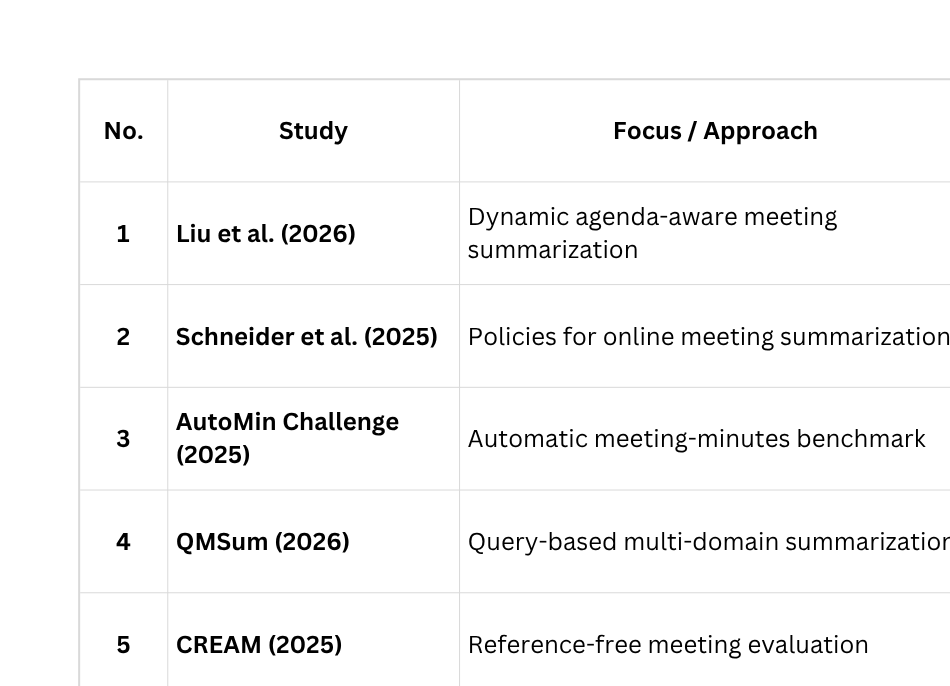 No. Study Focus / Approach
1 Liu et al. (2026) Dynamic agenda-aware meeting
summarization
2 Schneider et al. (2025) Policies for online meeting summarization
3 AutoMin Challenge
(2025) Automatic meeting-minutes benchmark
4 QMSum (2026) Query-based multi-domain summarization
5 CREAM (2025) Reference-free meeting evaluation